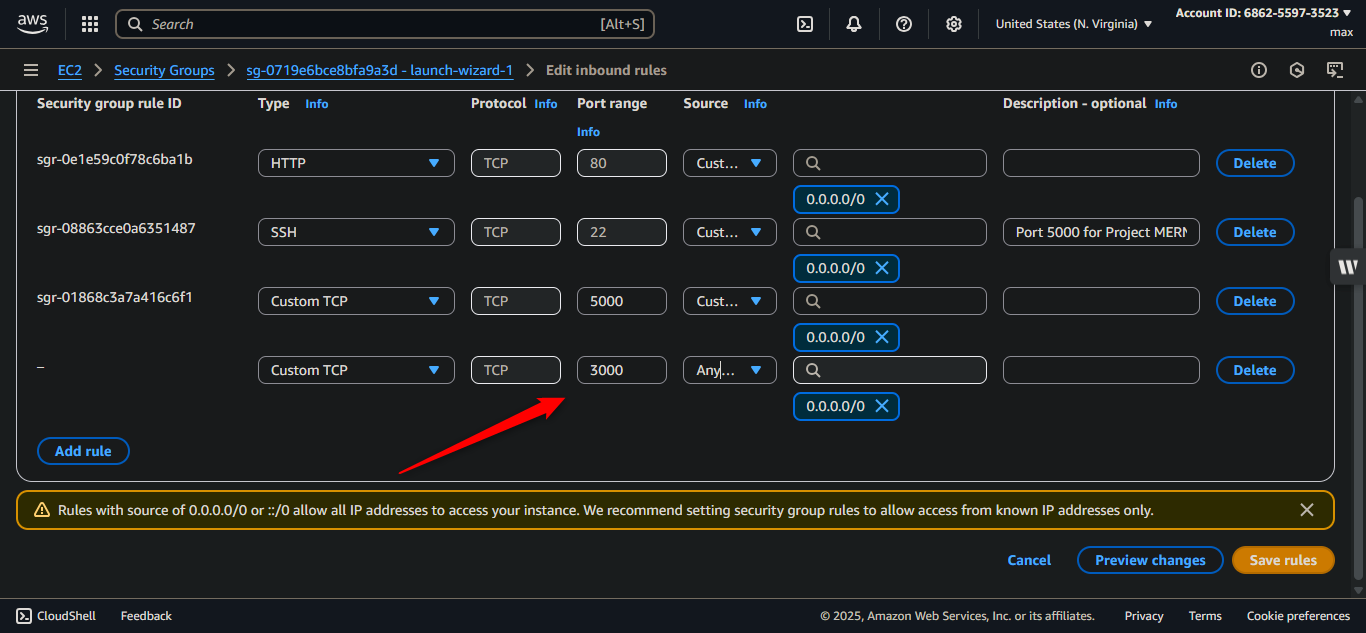 aws
Search [Alt+S] United States (N. Virginia) Account ID: 6862-5597-3523
max
EC2 Security Groups sg-0719e6bce8bfa9a3d - launch-wizard-1 Edit inbound rules
Security group rule ID Type Info Protocol Info Port range Source Info Description - optional Info
Info
sgr-0e1e59c0f78c6ba1b HTTP TCP 80 Cust... Delete
0.0.0.0/0
sgr-08863cce0a6351487 SSH TCP 22 Cust... Port 5000 for Project MERN Delete
0.0.0.0/0
sgr-01868c3a7a416c6f1 Custom TCP TCP 5000 Cust... Delete
0.0.0.0/0
– Custom TCP TCP 3000 Any... Delete
0.0.0.0/0
Add rule
Rules with source of 0.0.0.0/0 or ::/0 allow all IP addresses to access your instance. We recommend setting security group rules to allow access from known IP addresses only.
Cancel Preview changes Save rules
CloudShell Feedback © 2025, Amazon Web Services, Inc. or its affiliates. Privacy Terms Cookie preferences